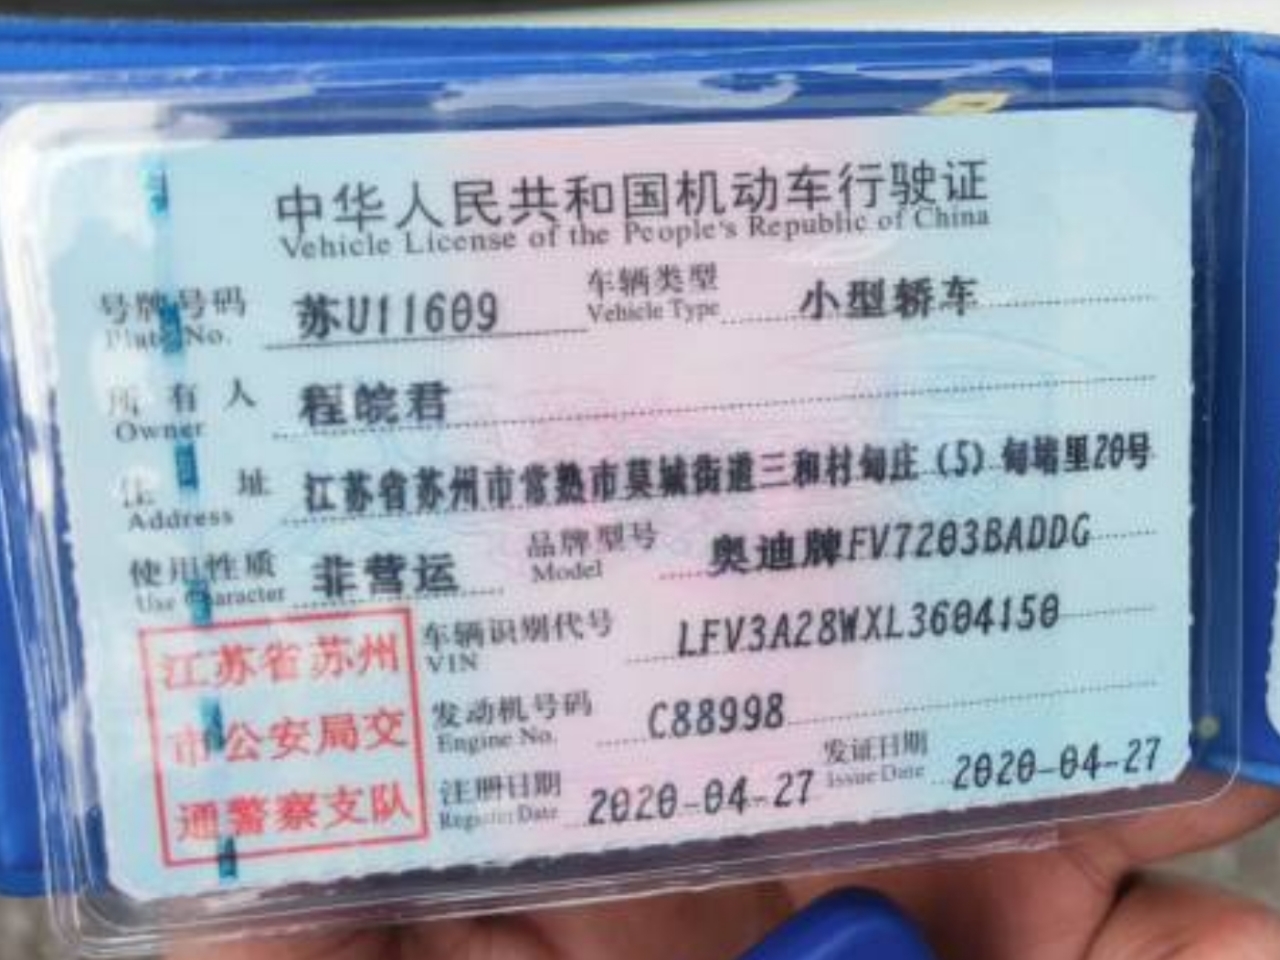 中华人民共和国机动车行驶证
Vehicle License of the People's Republic of China
号牌号码 苏U11609 车辆类型 小型轿车
Plate No. Vehicle Type
所有人 程皖君
Owner
住址 江苏省苏州市常熟市莫城街道三和村甸庄(5)甸堵里20号
Address
使用性质 非营运 品牌型号 奥迪牌FV7203BADDG
Use Character Model
江苏省苏州
市公安局交
通警察支队
车辆识别代号 LFV3A28WXL3604150
VIN
发动机号码 C88998
Engine No.
注册日期 2020-04-27 发证日期 2020-04-27
Register Date Issue Date